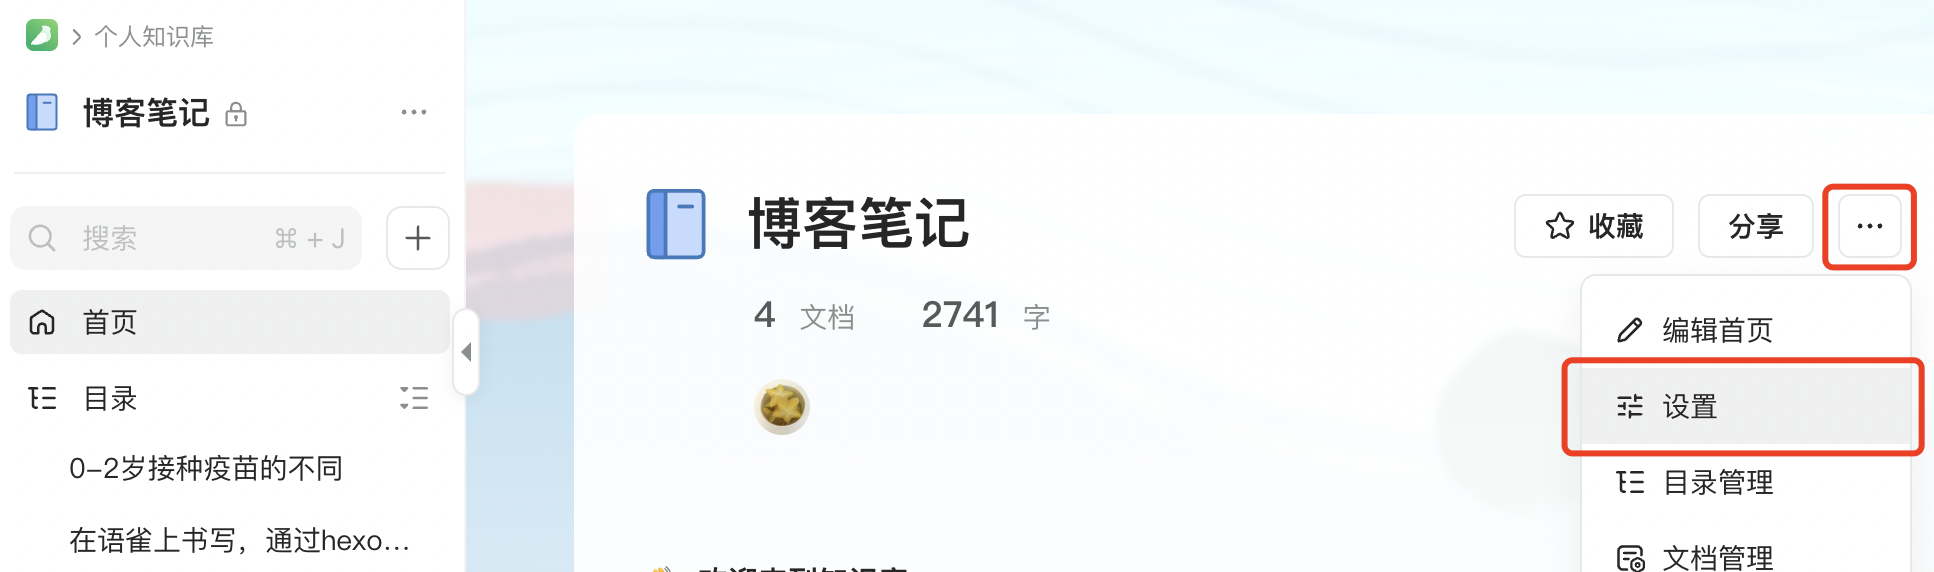 个人知识库
博客笔记
搜索 ⌘ + J
首页
目录
0-2岁接种疫苗的不同
在语雀上书写，通过hexo...
博客笔记
4 文档 2741 字
收藏
分享
编辑首页
设置
目录管理
文档管理